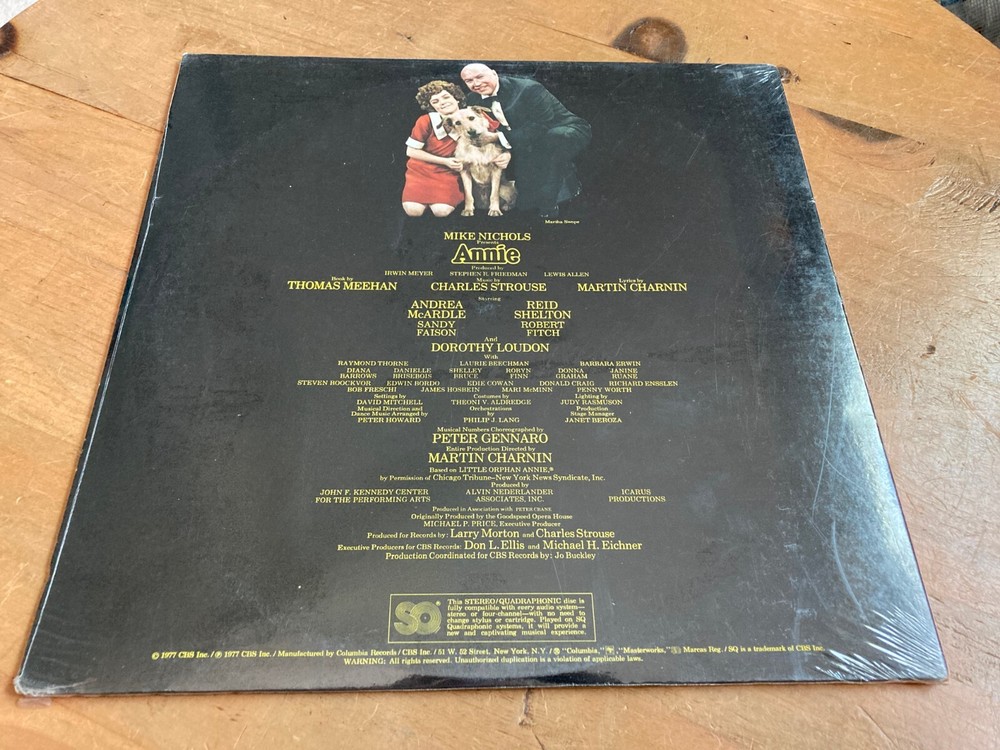 Martha Swope
MIKE NICHOLS
Presents
Annie
Produced by
IRWIN MEYER STEPHEN R. FRIEDMAN LEWIS ALLEN
Book by Music by Lyrics by
THOMAS MEEHAN CHARLES STROUSE MARTIN CHARNIN
Starring
ANDREA REID
McARDLE SHELTON
SANDY ROBERT
FAISON FITCH
And
DOROTHY LOUDON
With
RAYMOND THORNE LAURIE BEECHMAN BARBARA ERWIN
DIANA DANIELLE SHELLEY ROBYN DONNA JANINE
BARROWS BRISEBOIS BRUCE FINN GRAHAM RUANE
STEVEN BOOCKVOR EDWIN BORDO EDIE COWAN DONALD CRAIG RICHARD ENSSLEN
BOB FRESCHI JAMES HOSBEIN MARI McMINN PENNY WORTH
Settings by Costumes by Lighting by
DAVID MITCHELL THEONI V. ALDREDGE JUDY RASMUSON
Musical Direction and Orchestrations Production
Dance Music Arranged by by Stage Manager
PETER HOWARD PHILIP J. LANG JANET BEROZA
Musical Numbers Choreographed by
PETER GENNARO
Entire Production Directed by
MARTIN CHARNIN
Based on LITTLE ORPHAN ANNIE,®
by Permission of Chicago Tribune–New York News Syndicate, Inc.
Produced by
JOHN F. KENNEDY CENTER ALVIN NEDERLANDER ICARUS
FOR THE PERFORMING ARTS ASSOCIATES, INC. PRODUCTIONS
Produced in Association with PETER CRANE
Originally Produced by the Goodspeed Opera House
MICHAEL P. PRICE, Executive Producer
Produced for Records by: Larry Morton and Charles Strouse
Executive Producers for CBS Records: Don L. Ellis and Michael H. Eichner
Production Coordinated for CBS Records by: Jo Buckley
SQ
This STEREO/QUADRAPHONIC disc is
fully compatible with every audio system—
stereo or four-channel—with no need to
change stylus or cartridge. Played on SQ
Quadraphonic systems, it will provide a
new and captivating musical experience.
© 1977 CBS Inc./℗ 1977 CBS Inc./Manufactured by Columbia Records/CBS Inc./51 W. 52 Street, New York, N.Y./® "Columbia," "Masterworks," Marcas Reg./SQ is a trademark of CBS Inc.
WARNING: All rights reserved. Unauthorized duplication is a violation of applicable laws.